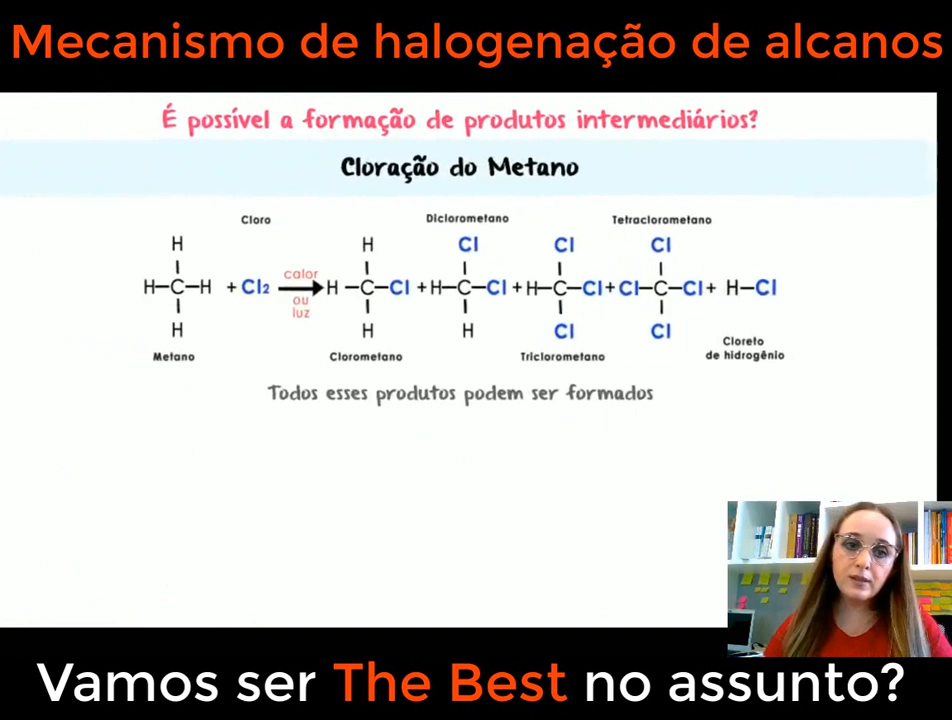 Mecanismo de halogenação de alcanos
É possível a formação de produtos intermediários?
Cloração do Metano
Cloro
Diclorometano
Tetraclorometano
H H Cl Cl Cl
H–C–H + Cl₂ calor H–C–Cl + H–C–Cl + H–C–Cl + Cl–C–Cl + H–Cl
ou
luz
H H H Cl Cl
Metano
Clorometano
Triclorometano
Cloreto
de hidrogênio
Todos esses produtos podem ser formados
Vamos ser The Best no assunto?